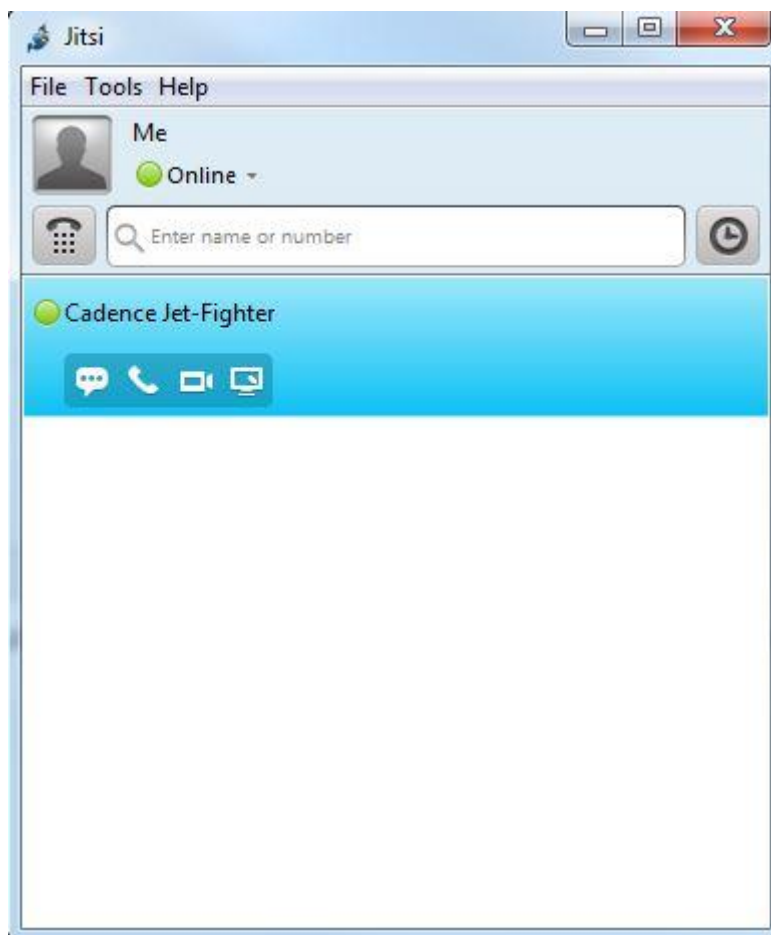 Jitsi
File Tools Help
Me
Online
Enter name or number
Cadence Jet-Fighter